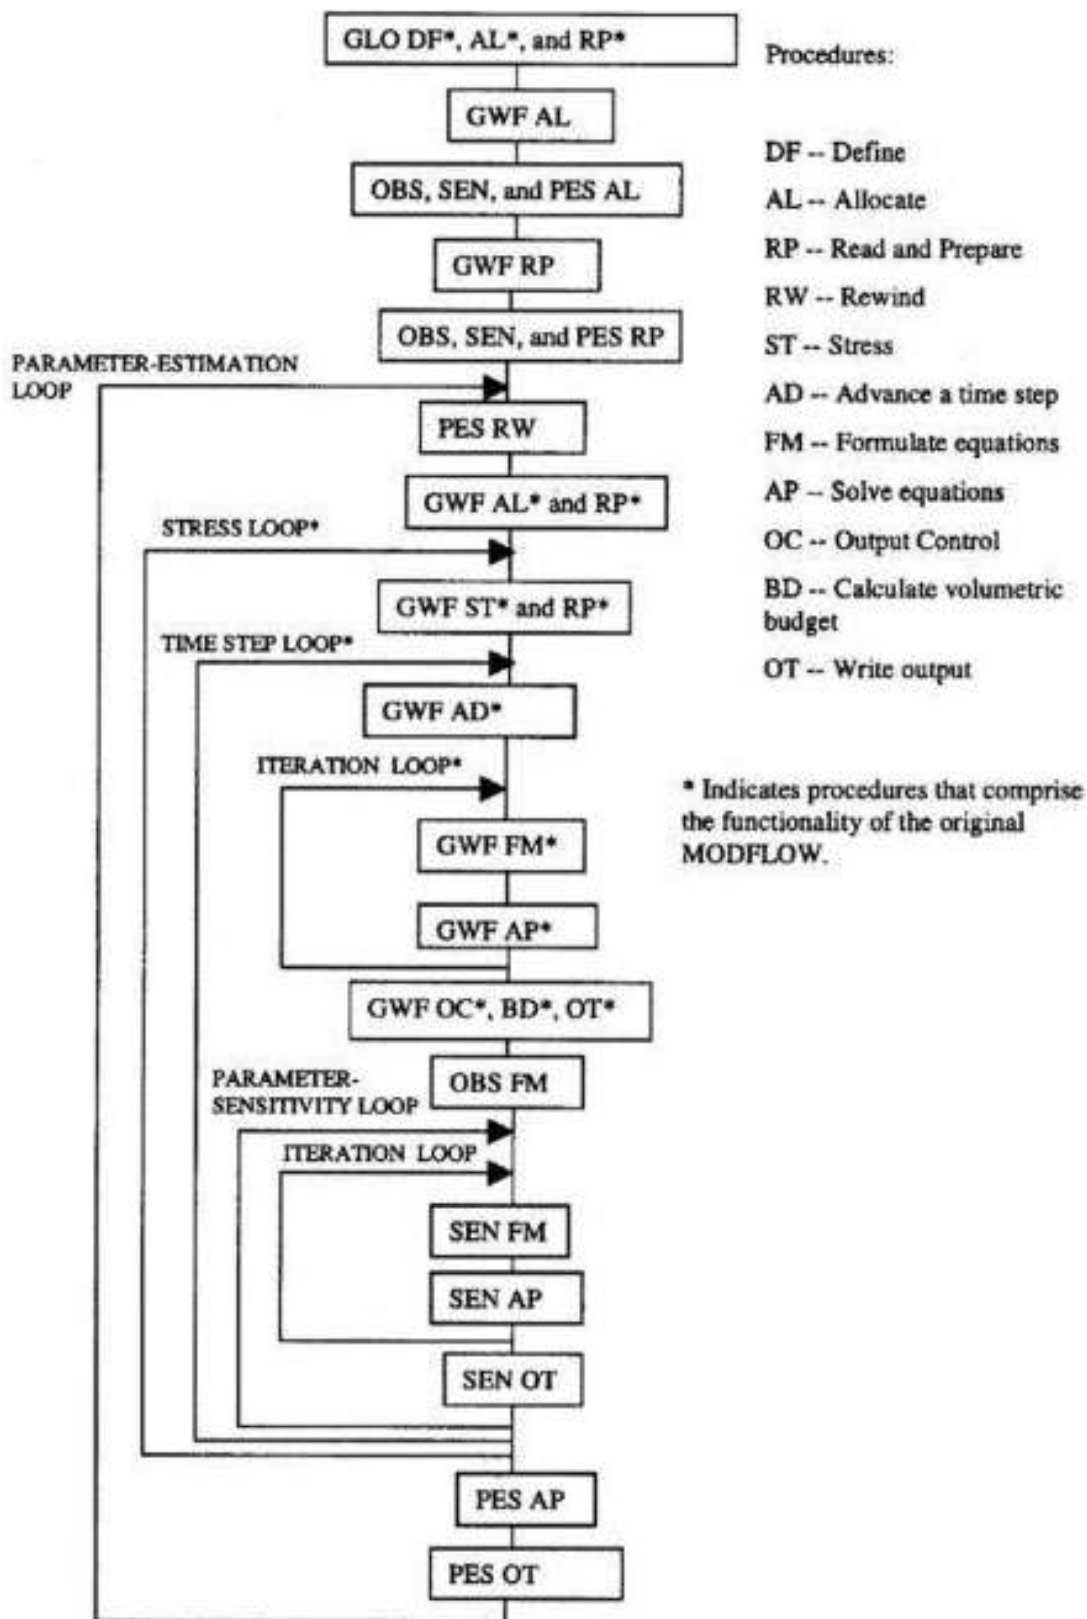 GLO DF*, AL*, and RP*
GWF AL
OBS, SEN, and PES AL
GWF RP
OBS, SEN, and PES RP
PARAMETER-ESTIMATION
LOOP
PES RW
GWF AL* and RP*
STRESS LOOP*
GWF ST* and RP*
TIME STEP LOOP*
GWF AD*
ITERATION LOOP*
GWF FM*
GWF AP*
GWF OC*, BD*, OT*
OBS FM
PARAMETER-
SENSITIVITY LOOP
ITERATION LOOP
SEN FM
SEN AP
SEN OT
PES AP
PES OT
Procedures:
DF -- Define
AL -- Allocate
RP -- Read and Prepare
RW -- Rewind
ST -- Stress
AD -- Advance a time step
FM -- Formulate equations
AP -- Solve equations
OC -- Output Control
BD -- Calculate volumetric
budget
OT -- Write output
* Indicates procedures that comprise
the functionality of the original
MODFLOW.